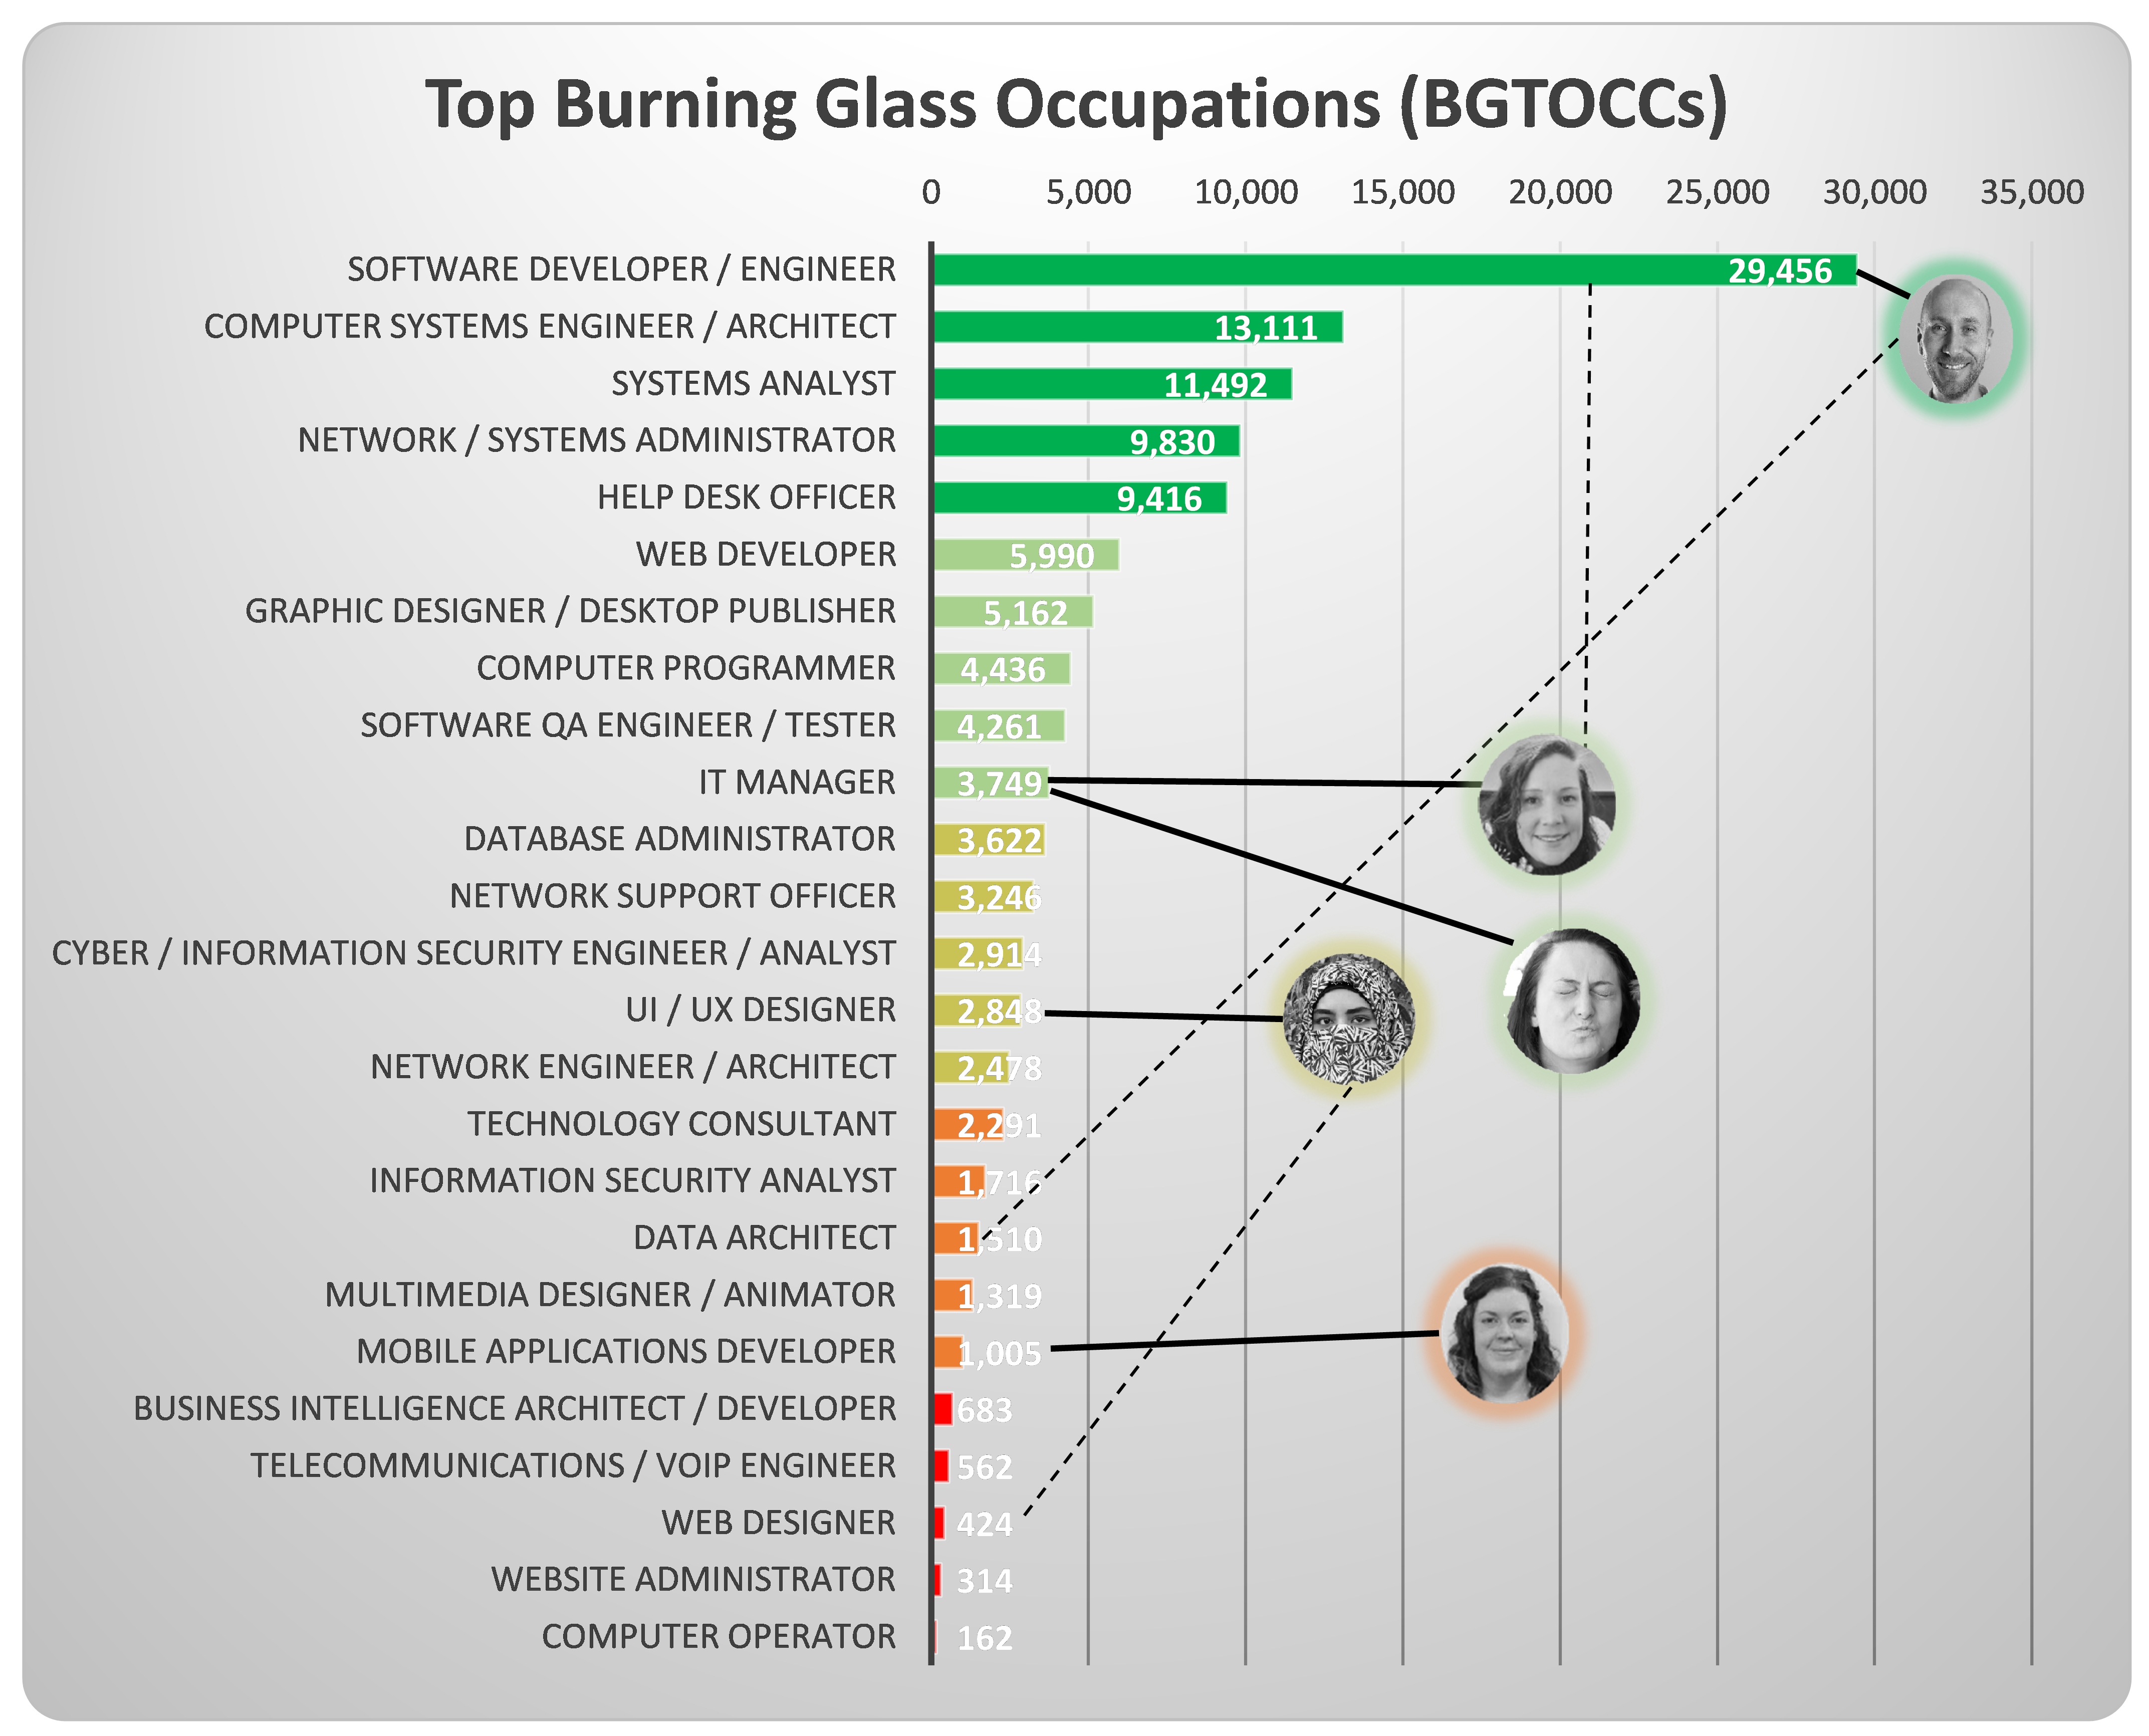 Top Burning Glass Occupations (BGTOCCs)
0 5,000 10,000 15,000 20,000 25,000 30,000 35,000
SOFTWARE DEVELOPER / ENGINEER 29,456
COMPUTER SYSTEMS ENGINEER / ARCHITECT 13,111
SYSTEMS ANALYST 11,492
NETWORK / SYSTEMS ADMINISTRATOR 9,830
HELP DESK OFFICER 9,416
WEB DEVELOPER 5,990
GRAPHIC DESIGNER / DESKTOP PUBLISHER 5,162
COMPUTER PROGRAMMER 4,436
SOFTWARE QA ENGINEER / TESTER 4,261
IT MANAGER 3,749
DATABASE ADMINISTRATOR 3,622
NETWORK SUPPORT OFFICER 3,246
CYBER / INFORMATION SECURITY ENGINEER / ANALYST 2,914
UI / UX DESIGNER 2,848
NETWORK ENGINEER / ARCHITECT 2,478
TECHNOLOGY CONSULTANT 2,291
INFORMATION SECURITY ANALYST 1,716
DATA ARCHITECT 1,510
MULTIMEDIA DESIGNER / ANIMATOR 1,319
MOBILE APPLICATIONS DEVELOPER 1,005
BUSINESS INTELLIGENCE ARCHITECT / DEVELOPER 683
TELECOMMUNICATIONS / VOIP ENGINEER 562
WEB DESIGNER 424
WEBSITE ADMINISTRATOR 314
COMPUTER OPERATOR 162